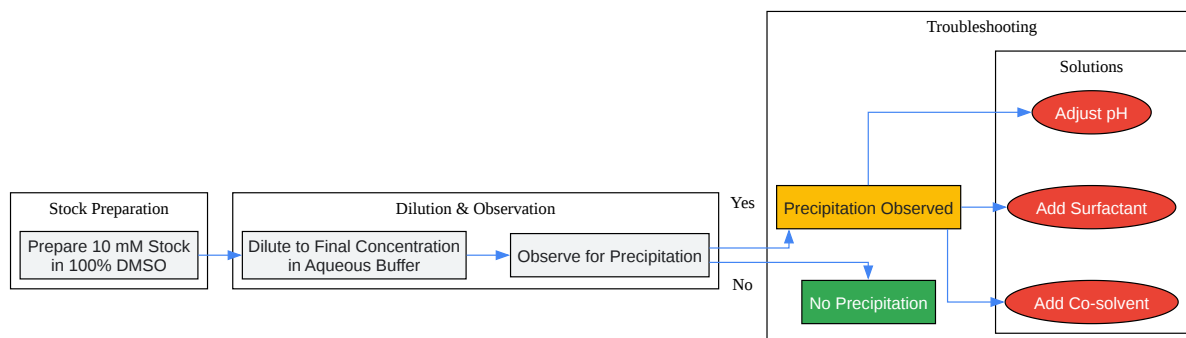 Troubleshooting
Solutions
Adjust pH
Stock Preparation
Prepare 10 mM Stock
in 100% DMSO
Dilution & Observation
Dilute to Final Concentration
in Aqueous Buffer
Observe for Precipitation
Yes
No
Precipitation Observed
No Precipitation
Add Surfactant
Add Co-solvent